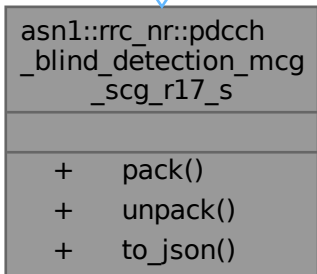 asn1::rrc_nr::pdcch
_blind_detection_mcg
_scg_r17_s
+ pack()
+ unpack()
+ to_json()